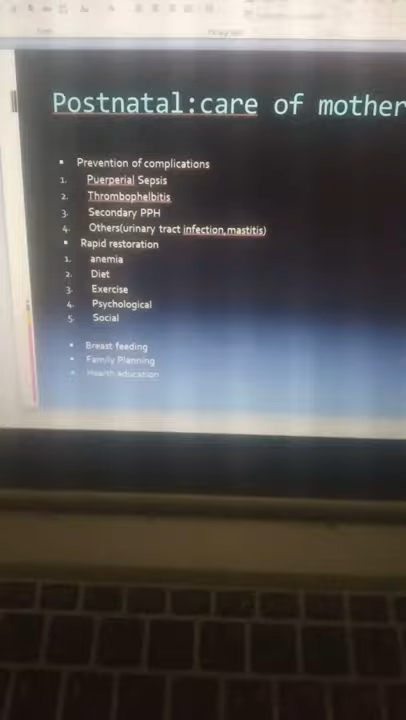 Postnatal:care of mother
▪ Prevention of complications
1. Puerperial Sepsis
2. Thrombophelbitis
3. Secondary PPH
4. Others(urinary tract infection,mastitis)
▪ Rapid restoration
1. anemia
2. Diet
3. Exercise
4. Psychological
5. Social
▪ Breast feeding
▪ Family Planning
▪ Health education